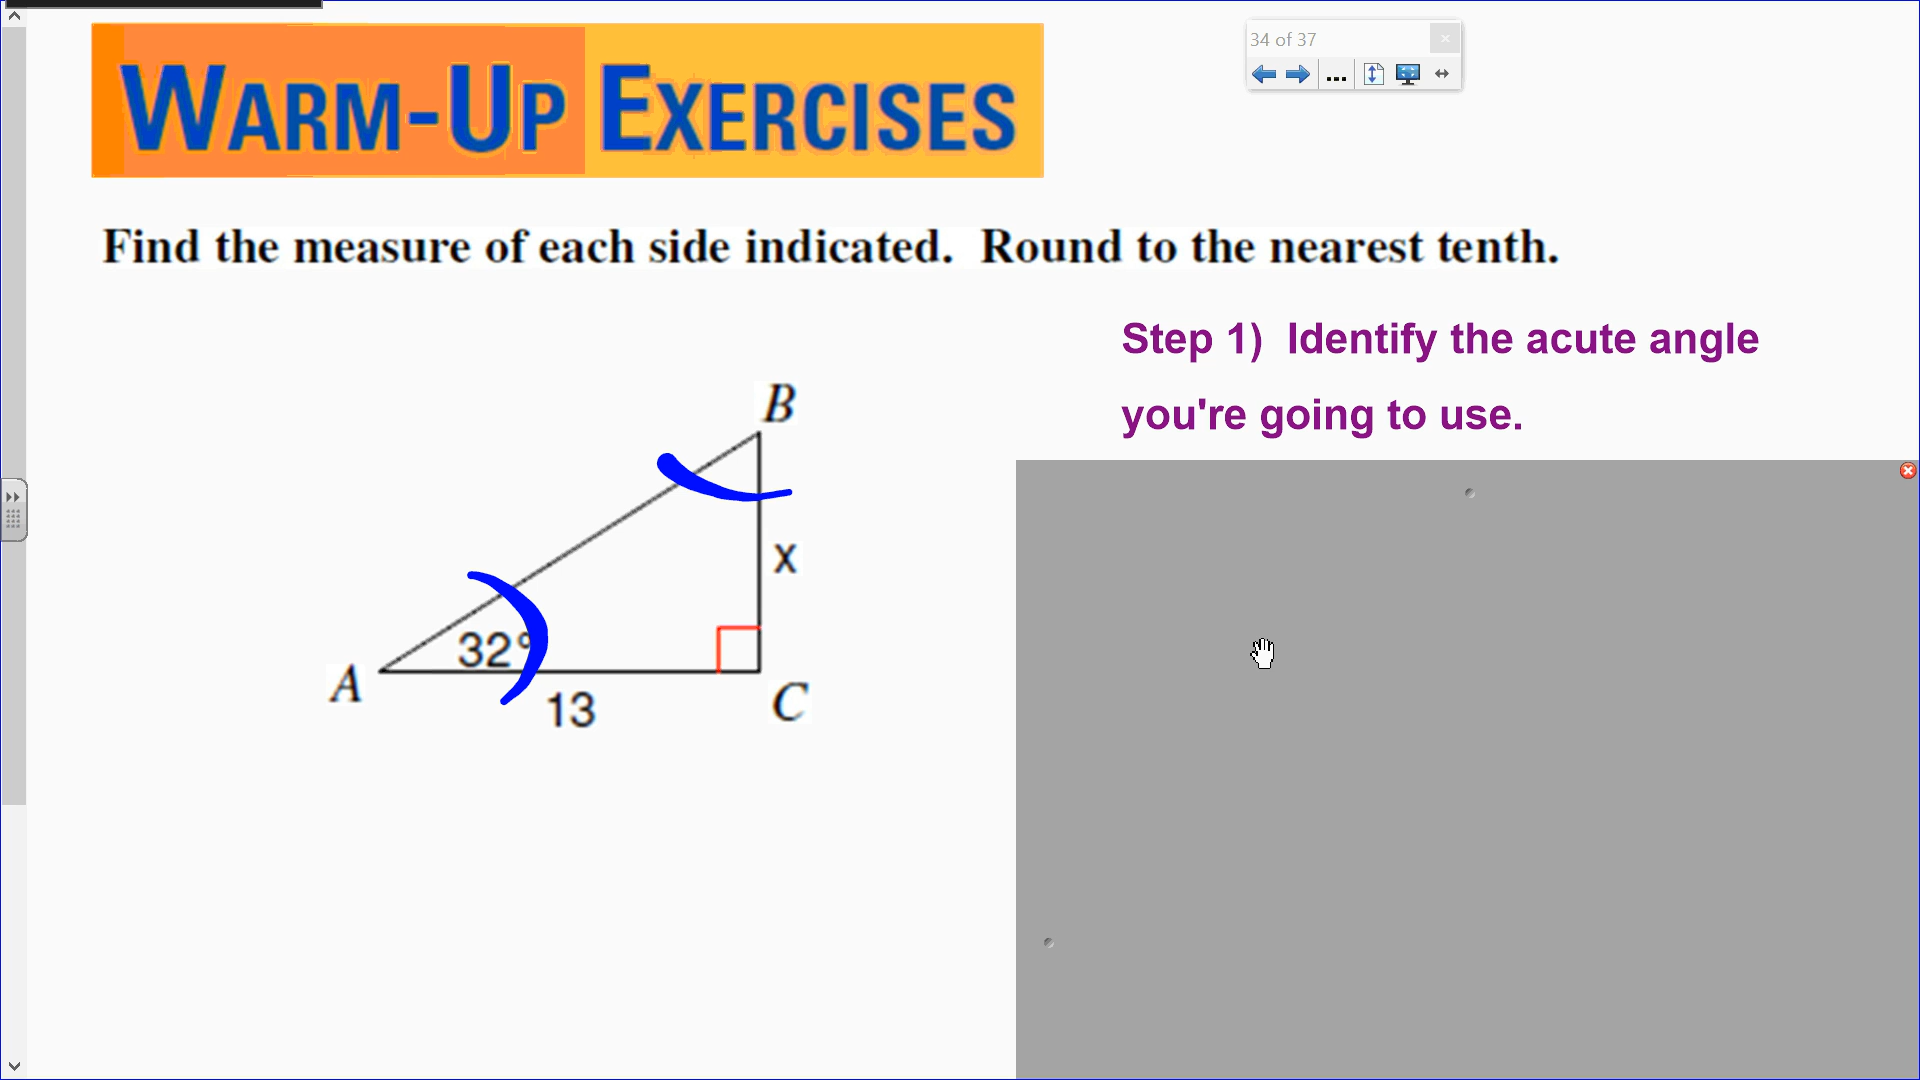 34 of 37
WARM-UP EXERCISES
Find the measure of each side indicated. Round to the nearest tenth.
Step 1) Identify the acute angle
you're going to use.
B
x
32°
A
13
C